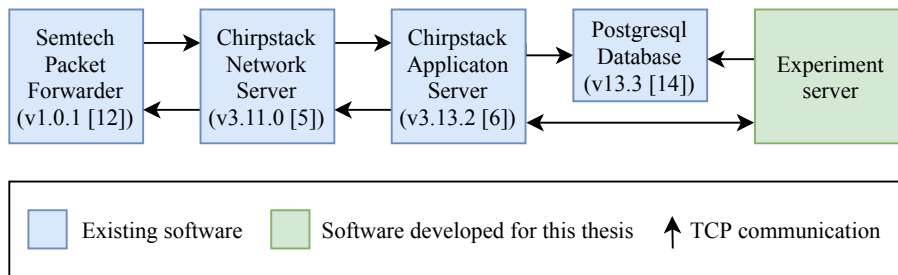 Semtech
Packet
Forwarder
(v1.0.1 [12])
Chirpstack
Network
Server
(v3.11.0 [5])
Chirpstack
Applicaton
Server
(v3.13.2 [6])
Postgresql
Database
(v13.3 [14])
Experiment
server
Existing software
Software developed for this thesis
TCP communication